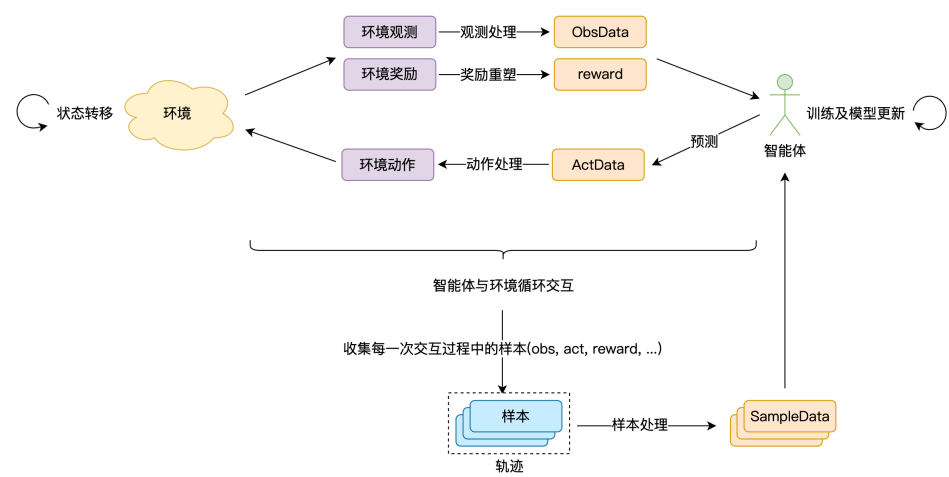 环境观测
观测处理
ObsData
环境奖励
奖励重塑
reward
状态转移
环境
训练及模型更新
智能体
预测
环境动作
动作处理
ActData
智能体与环境循环交互
收集每一次交互过程中的样本(obs, act, reward, ...)
样本
样本处理
SampleData
轨迹